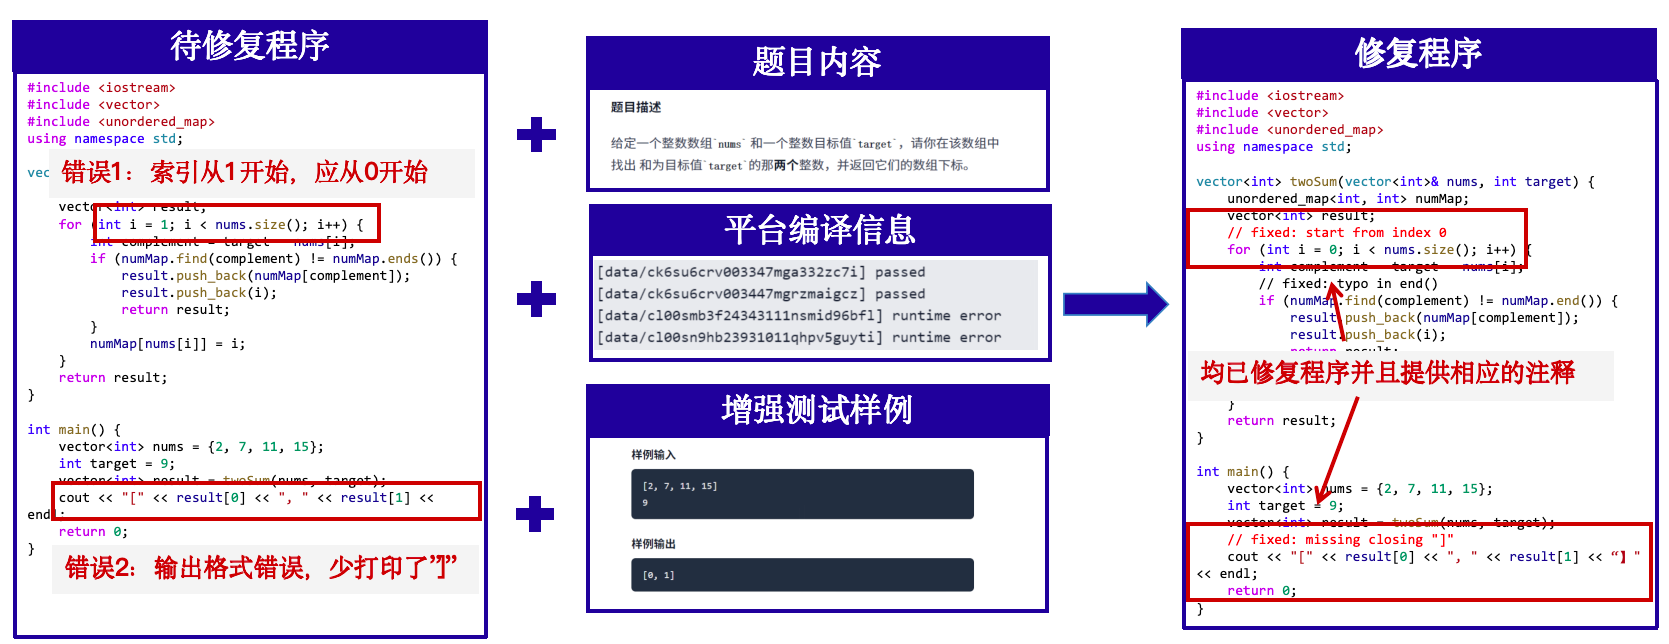 待修复程序
#include <iostream>
#include <vector>
#include <unordered_map>
using namespace std;
错误1：索引从1开始，应从0开始
vec
vector<int> result;
for (int i = 1; i < nums.size(); i++) {
int complement = target - nums[i];
if (numMap.find(complement) != numMap.ends()) {
result.push_back(numMap[complement]);
result.push_back(i);
return result;
}
numMap[nums[i]] = i;
}
return result;
}
int main() {
vector<int> nums = {2, 7, 11, 15};
int target = 9;
vector<int> result = twoSum(nums, target);
cout << "[" << result[0] << ", " << result[1] <<
endl;
return 0;
}
错误2：输出格式错误，少打印了"]"
题目内容
题目描述
给定一个整数数组`nums` 和一个整数目标值`target`，请你在该数组中
找出 和为目标值`target`的那两个整数，并返回它们的数组下标。
平台编译信息
[data/ck6su6crv003347mga332zc7i] passed
[data/ck6su6crv003447mgrzmaigcz] passed
[data/cl00smb3f24343111nsmid96bfl] runtime error
[data/cl00sn9hb23931011qhpv5guyti] runtime error
增强测试样例
样例输入
[2, 7, 11, 15]
9
样例输出
[0, 1]
修复程序
#include <iostream>
#include <vector>
#include <unordered_map>
using namespace std;
vector<int> twoSum(vector<int>& nums, int target) {
unordered_map<int, int> numMap;
vector<int> result;
// fixed: start from index 0
for (int i = 0; i < nums.size(); i++) {
int complement = target - nums[i];
// fixed: typo in end()
if (numMap.find(complement) != numMap.end()) {
result.push_back(numMap[complement]);
result.push_back(i);
return result;
均已修复程序并且提供相应的注释
}
return result;
}
int main() {
vector<int> nums = {2, 7, 11, 15};
int target = 9;
vector<int> result = twoSum(nums, target);
// fixed: missing closing "]"
cout << "[" << result[0] << ", " << result[1] << “】"
<< endl;
return 0;
}